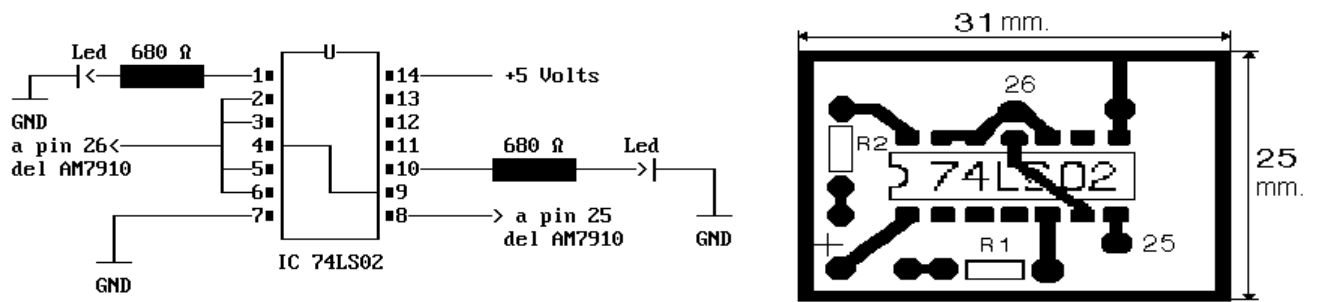 Led 680 Ω
GND
a pin 26<
del AM7910
GND
U
1 14 +5 Volts
2 13
3 12
4 11
5 10
6 9
7 8
680 Ω Led
> a pin 25
del AM7910
GND
IC 74LS02
31 mm.
26
R2
74LS02
25
mm.
+
R1
25